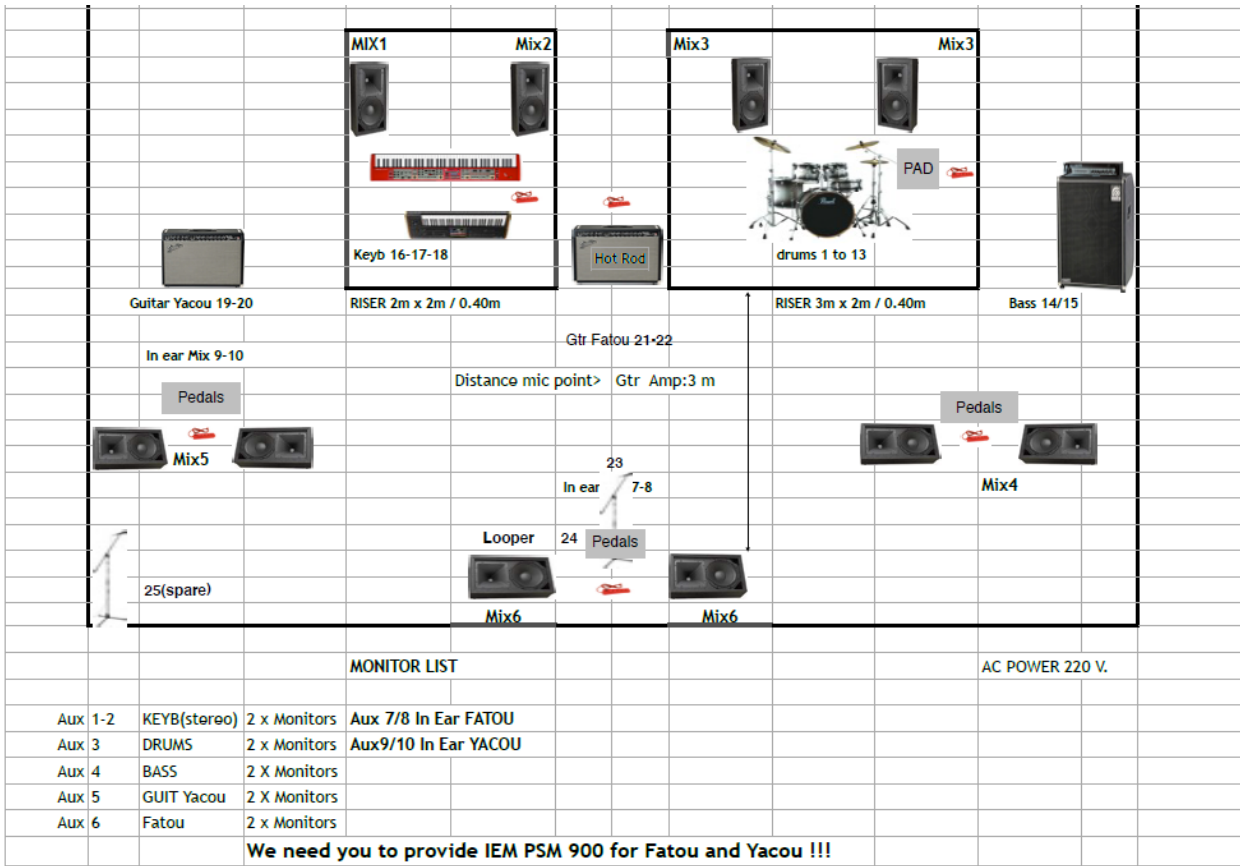 MIX1 Mix2 Mix3 Mix3
PAD
Hot Rod
Keyb 16-17-18 drums 1 to 13
Guitar Yacou 19-20 RISER 2m x 2m / 0.40m RISER 3m x 2m / 0.40m Bass 14/15
Gtr Fatou 21-22
In ear Mix 9-10
Distance mic point> Gtr Amp:3 m
Pedals
Pedals
Mix5
23
In ear 7-8
Mix4
Looper 24 Pedals
25(spare)
Mix6 Mix6
MONITOR LIST AC POWER 220 V.
Aux 1-2 KEYB(stereo) 2 x Monitors Aux 7/8 In Ear FATOU
Aux 3 DRUMS 2 x Monitors Aux9/10 In Ear YACOU
Aux 4 BASS 2 X Monitors
Aux 5 GUIT Yacou 2 X Monitors
Aux 6 Fatou 2 x Monitors
We need you to provide IEM PSM 900 for Fatou and Yacou !!!